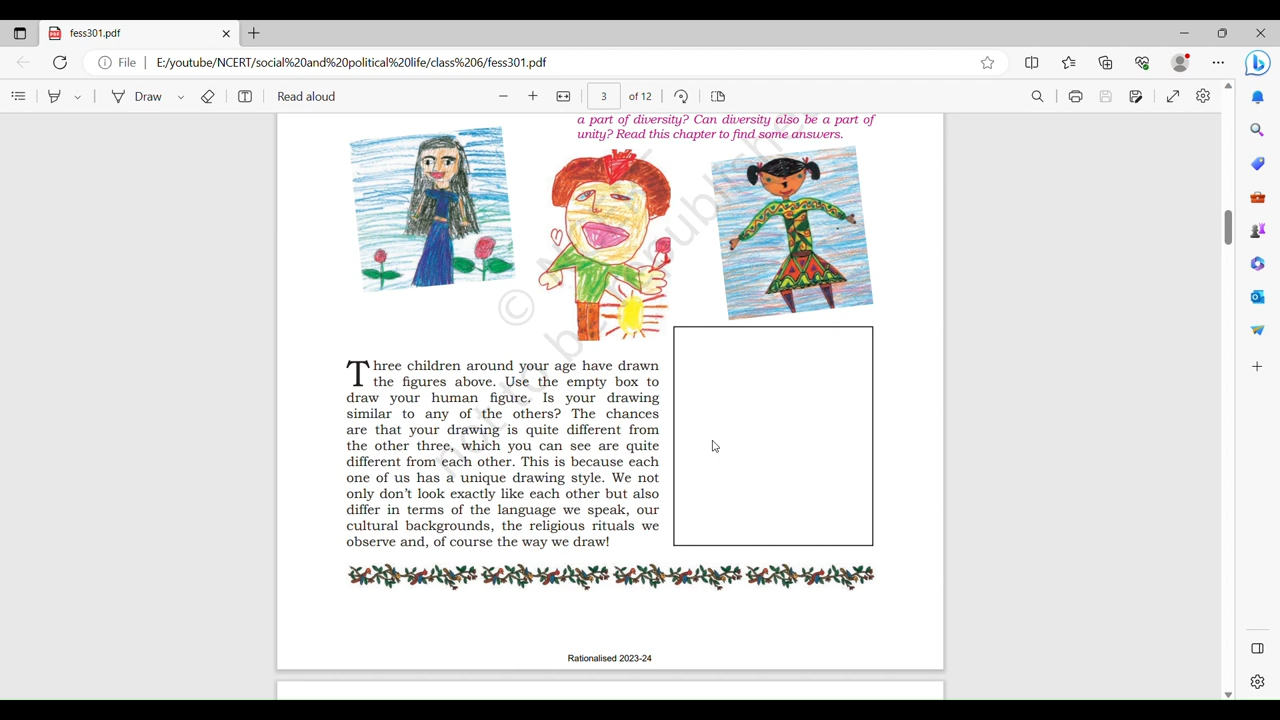 fess301.pdf
File
E:/youtube/NCERT/social%20and%20political%20life/class%206/fess301.pdf
Draw
Read aloud
3
of 12
a part of diversity? Can diversity also be a part of
unity? Read this chapter to find some answers.
Three children around your age have drawn
the figures above. Use the empty box to
draw your human figure. Is your drawing
similar to any of the others? The chances
are that your drawing is quite different from
the other three, which you can see are quite
different from each other. This is because each
one of us has a unique drawing style. We not
only don't look exactly like each other but also
differ in terms of the language we speak, our
cultural backgrounds, the religious rituals we
observe and, of course the way we draw!
Rationalised 2023-24